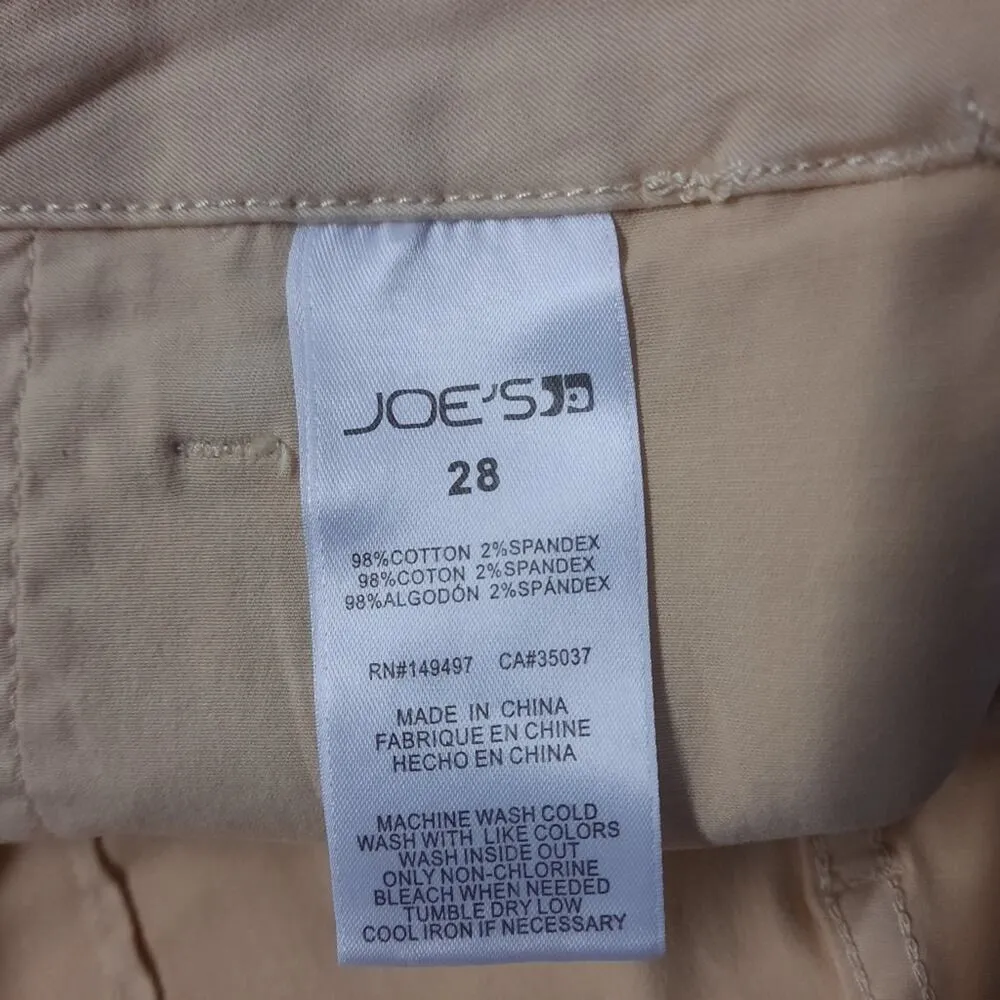 JOE'S
28
98%COTTON 2%SPANDEX
98%COTON 2%SPANDEX
98%ALGODÓN 2%SPÁNDEX
RN#149497 CA#35037
MADE IN CHINA
FABRIQUE EN CHINE
HECHO EN CHINA
MACHINE WASH COLD
WASH WITH LIKE COLORS
WASH INSIDE OUT
ONLY NON-CHLORINE
BLEACH WHEN NEEDED
TUMBLE DRY LOW
COOL IRON IF NECESSARY